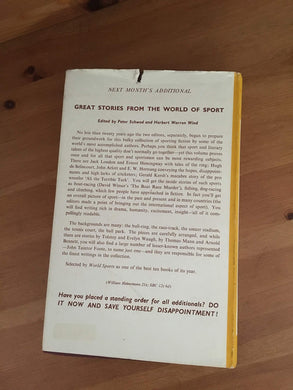 NEXT MONTH'S ADDITIONAL
GREAT STORIES FROM THE WORLD OF SPORT
Edited by Peter Schwed and Herbert Warren Wind
No less than twenty years ago the two editors, separately, began to prepare
their groundwork for this bulky collection of sporting fiction by some of the
world's most accomplished authors. Perhaps you think that sport and literary
talent of the highest quality don't normally go together—yet this volume proves
once and for all that sport and sportsmen can be most rewarding subjects.
There are Jack London and Ernest Hemingway with tales of the ring; Hugh
de Sélincourt, John Arlott and E. W. Hornung conveying the hopes, disappoint-
ments and high lights of cricketers; Gerald Kersh's macabre story of the pro
wrestler 'Ali the Terrible Turk'. You will get the inside stories of such sports
as boat-racing (David Winser's 'The Boat Race Murder'), fishing, dog-racing
and climbing, which few people have approached in fiction. In fact you'll get
an overall picture of sport—in the past and present and in many countries (the
editors made a point of bringing out the international aspect of sport). You
will find writing rich in drama, humanity, excitement, insight—all of it com-
pellingly readable.
The backgrounds are many: the bull-ring, the race-track, the soccer stadium,
the tennis court, the ball park. The pieces are carefully arranged, and while
there are stories by Tolstoy and Evelyn Waugh, by Thomas Mann and Arnold
Bennett, you will also find a large number of lesser-known authors represented
—John Taintor Foote, to name just one—who are responsible for some of
the finest writings in the collection.
Selected by World Sports as one of the best ten books of its year.
(William Heinemann 25s; SBC 12s 6d)
Have you placed a standing order for all additionals? DO
IT NOW AND SAVE YOURSELF DISAPPOINTMENT!